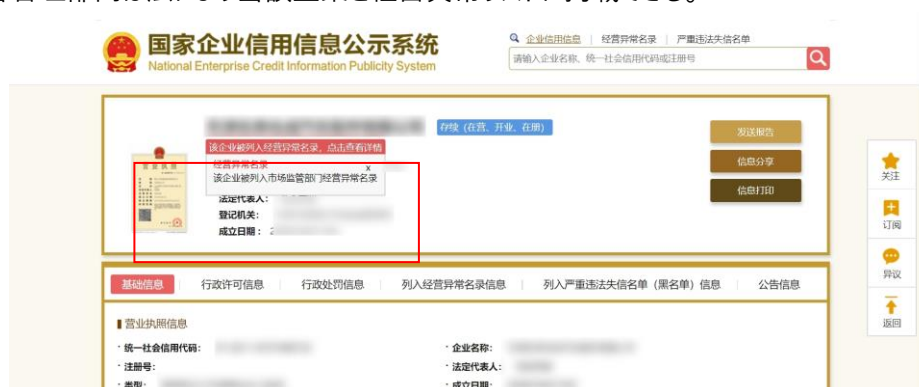 国家企业信用信息公示系统
National Enterprise Credit Information Publicity System
企业信用信息 | 经营异常名录 | 严重违法失信名单
请输入企业名称、统一社会信用代码或注册号
存续（在营、开业、在册）
该企业被列入经营异常名录，点击查看详情
经营异常名录 x
该企业被列入市场监管部门经营异常名录
法定代表人：
登记机关：
成立日期：
发送报告
信息分享
信息打印
营业执照
关注
订阅
异议
返回
基础信息 行政许可信息 行政处罚信息 列入经营异常名录信息 列入严重违法失信名单（黑名单）信息 公告信息
营业执照信息
· 统一社会信用代码：
· 企业名称：
· 注册号：
· 法定代表人：
· 类型：
· 成立日期：